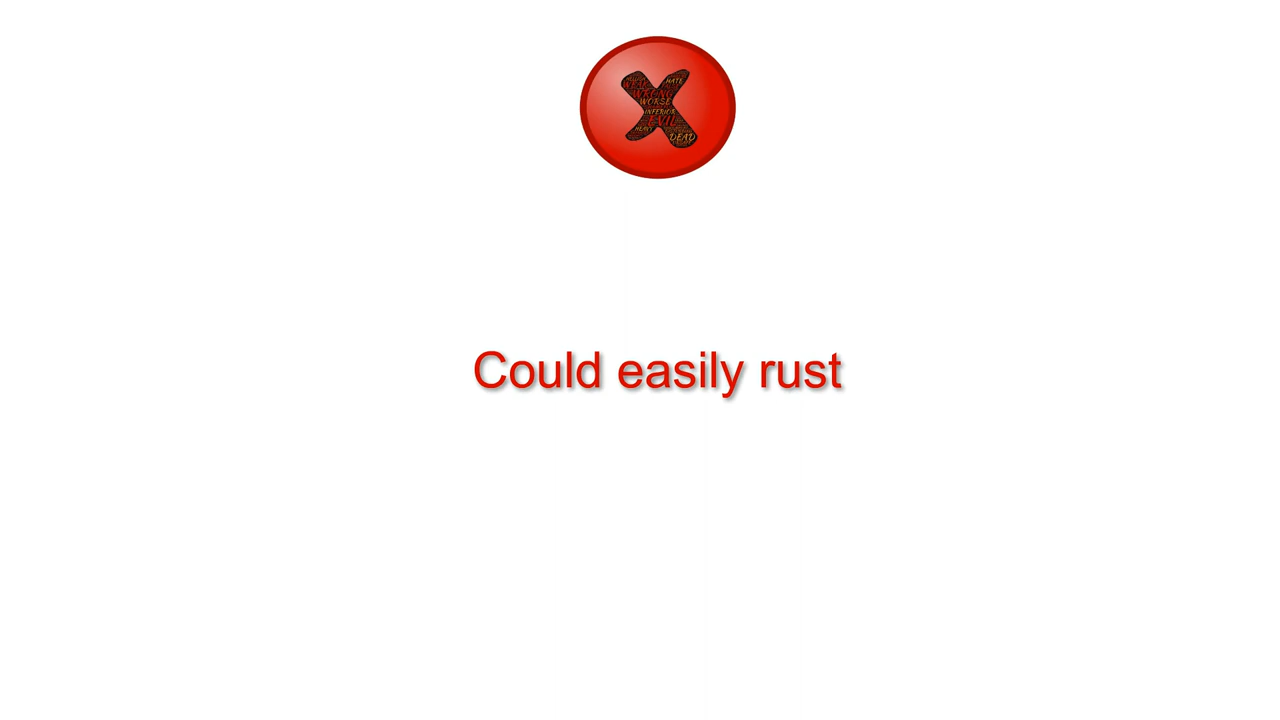 HATE
WRONG
WORSE
INFERIOR
EVIL
HEAVY
DEAD
Could easily rust